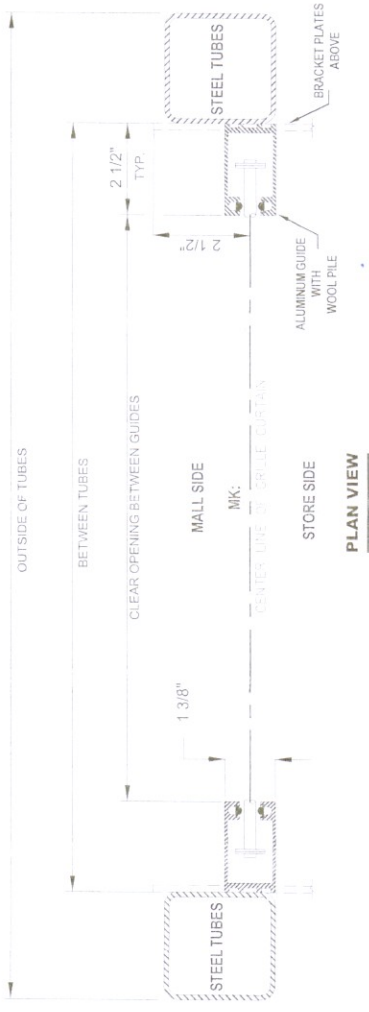 OUTSIDE OF TUBES
BETWEEN TUBES
2 1/2"
TYP.
CLEAR OPENING BETWEEN GUIDES
1 3/8"
2 1/2"
STEEL TUBES
STEEL TUBES
MALL SIDE
MK:
CENTER LINE OF GRILLE CURTAIN
STORE SIDE
ALUMINUM GUIDE
WITH
WOOL PILE
BRACKET PLATES
ABOVE
PLAN VIEW